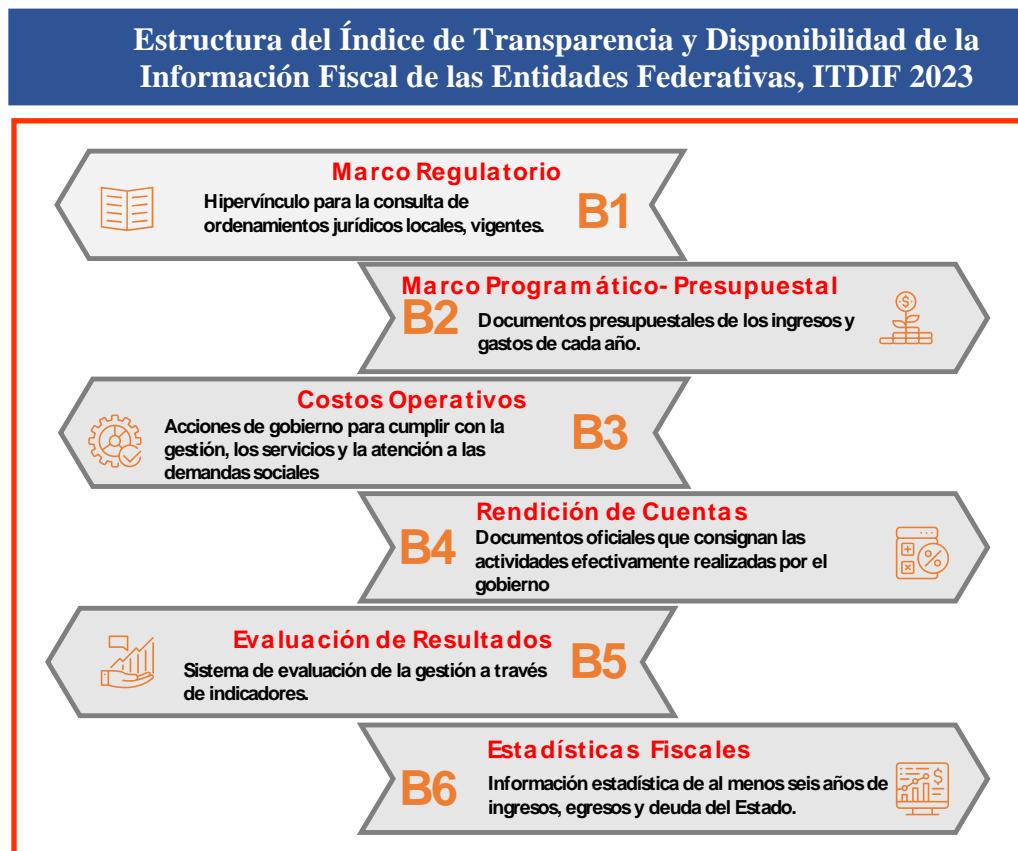 Estructura del Índice de Transparencia y Disponibilidad de la
Información Fiscal de las Entidades Federativas, ITDIF 2023
Marco Regulatorio
Hipervínculo para la consulta de
ordenamientos jurídicos locales, vigentes.
B1
Marco Programático- Presupuestal
B2
Documentos presupuestales de los ingresos y
gastos de cada año.
Costos Operativos
Acciones de gobierno para cumplir con la
gestión, los servicios y la atención a las
demandas sociales
B3
Rendición de Cuentas
B4
Documentos oficiales que consignan las
actividades efectivamente realizadas por el
gobierno
Evaluación de Resultados
Sistema de evaluación de la gestión a través
de indicadores.
B5
Estadísticas Fiscales
B6
Información estadística de al menos seis años de
ingresos, egresos y deuda del Estado.